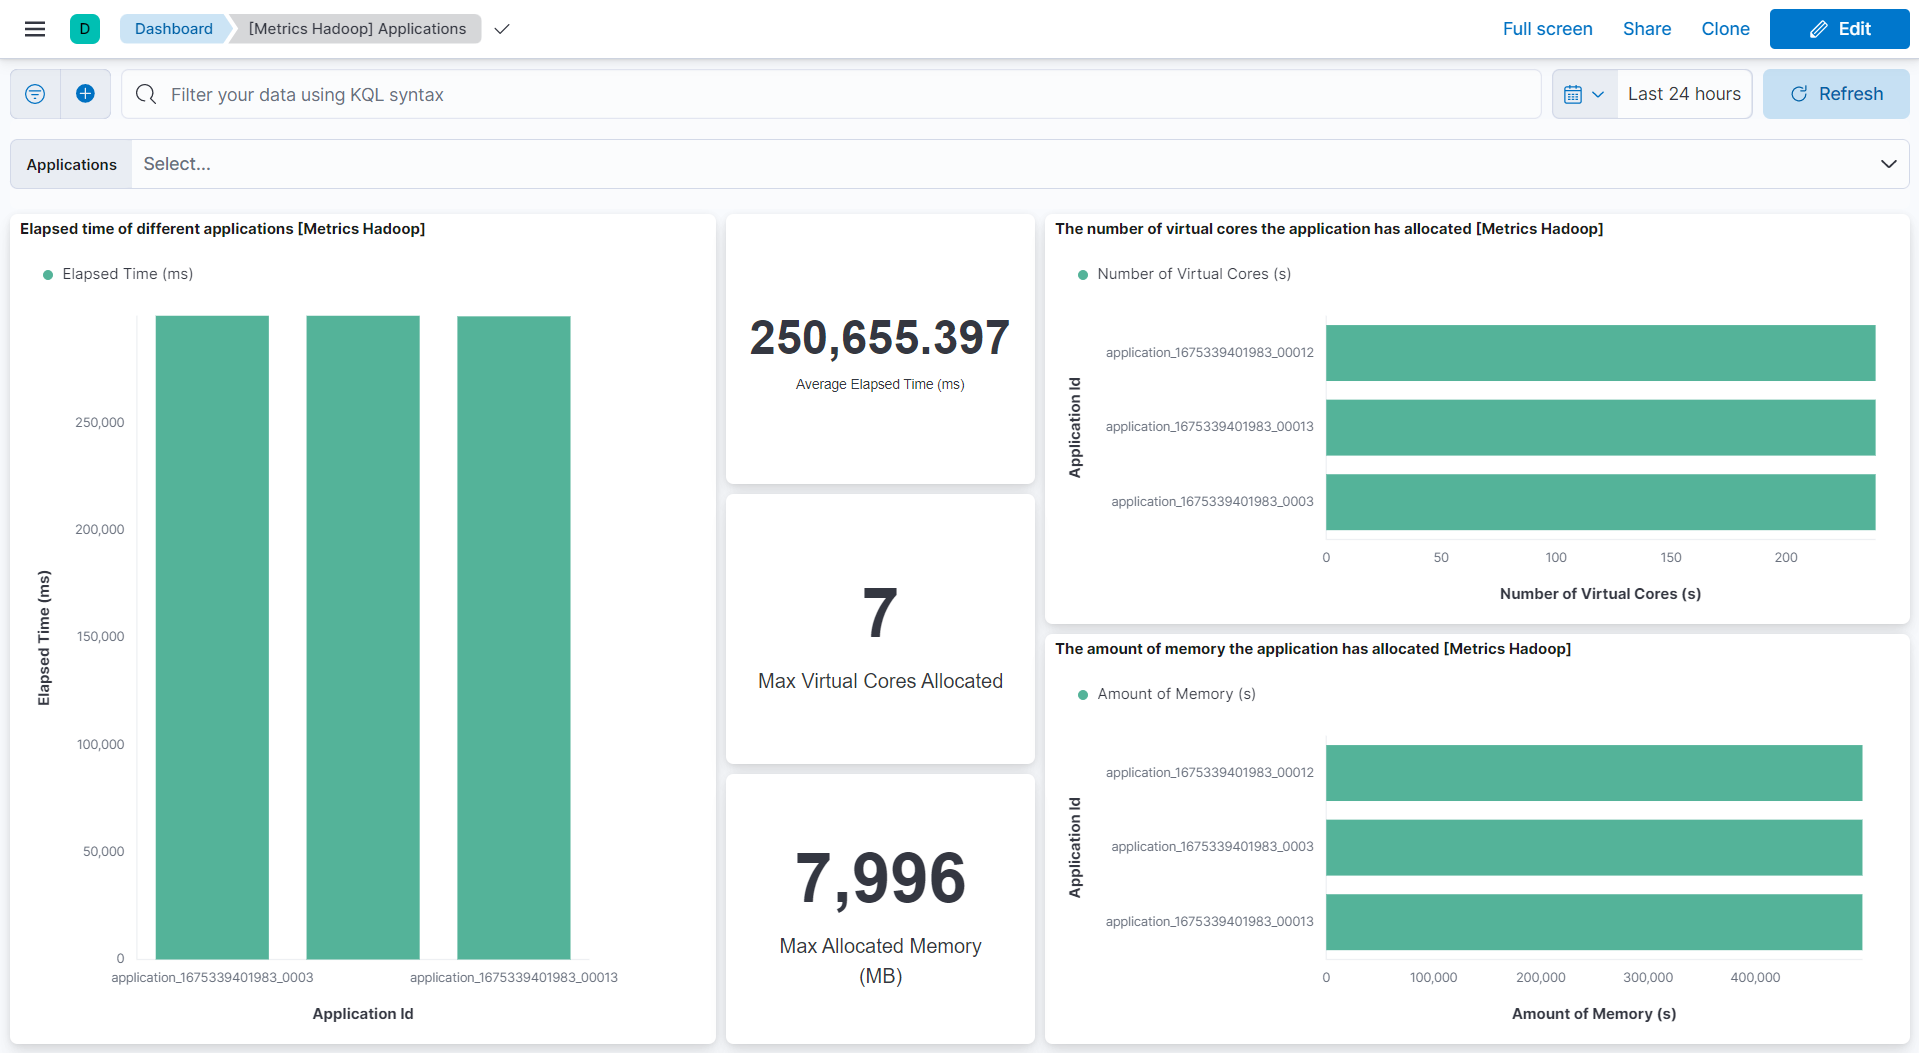 D
Dashboard
[Metrics Hadoop] Applications
Full screen
Share
Clone
Edit
Filter your data using KQL syntax
Last 24 hours
Refresh
Applications
Select...
Elapsed time of different applications [Metrics Hadoop]
Elapsed Time (ms)
250,000
200,000
150,000
100,000
50,000
0
Elapsed Time (ms)
application_1675339401983_0003
application_1675339401983_00013
Application Id
250,655.397
Average Elapsed Time (ms)
7
Max Virtual Cores Allocated
7,996
Max Allocated Memory
(MB)
The number of virtual cores the application has allocated [Metrics Hadoop]
Number of Virtual Cores (s)
Application Id
application_1675339401983_00012
application_1675339401983_00013
application_1675339401983_0003
0
50
100
150
200
Number of Virtual Cores (s)
The amount of memory the application has allocated [Metrics Hadoop]
Amount of Memory (s)
Application Id
application_1675339401983_00012
application_1675339401983_0003
application_1675339401983_00013
0
100,000
200,000
300,000
400,000
Amount of Memory (s)